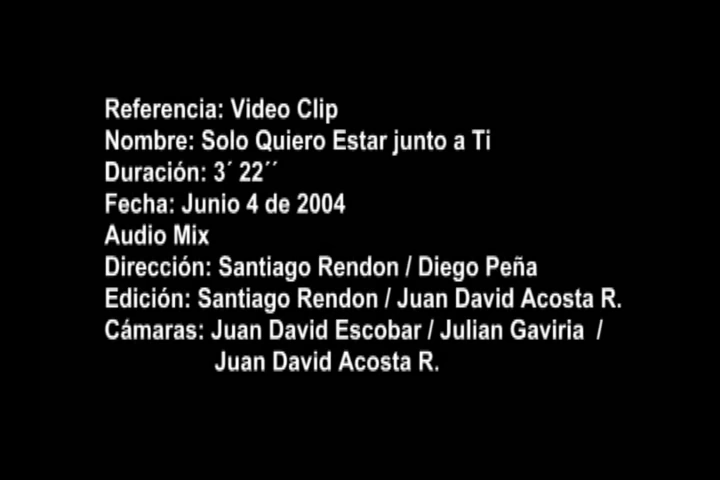 Referencia: Video Clip
Nombre: Solo Quiero Estar junto a Ti
Duración: 3´ 22´´
Fecha: Junio 4 de 2004
Audio Mix
Dirección: Santiago Rendon / Diego Peña
Edición: Santiago Rendon / Juan David Acosta R.
Cámaras: Juan David Escobar / Julian Gaviria /
Juan David Acosta R.